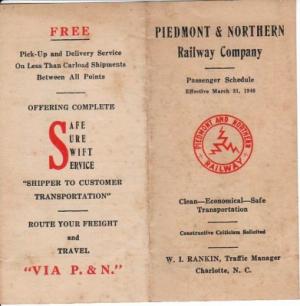 FREE
Pick-Up and Delivery Service
On Less Than Carload Shipments
Between All Points
OFFERING COMPLETE
SAFE
SURE
SWIFT
SERVICE
"SHIPPER TO CUSTOMER
TRANSPORTATION"
ROUTE YOUR FREIGHT
and
TRAVEL
"VIA P. & N."
PIEDMONT & NORTHERN
Railway Company
Passenger Schedule
Effective March 31, 1946
PIEDMONT AND NORTHERN
RAILWAY
Clean—Economical—Safe
Transportation
Constructive Criticism Solicited
W. I. RANKIN, Traffic Manager
Charlotte, N. C.